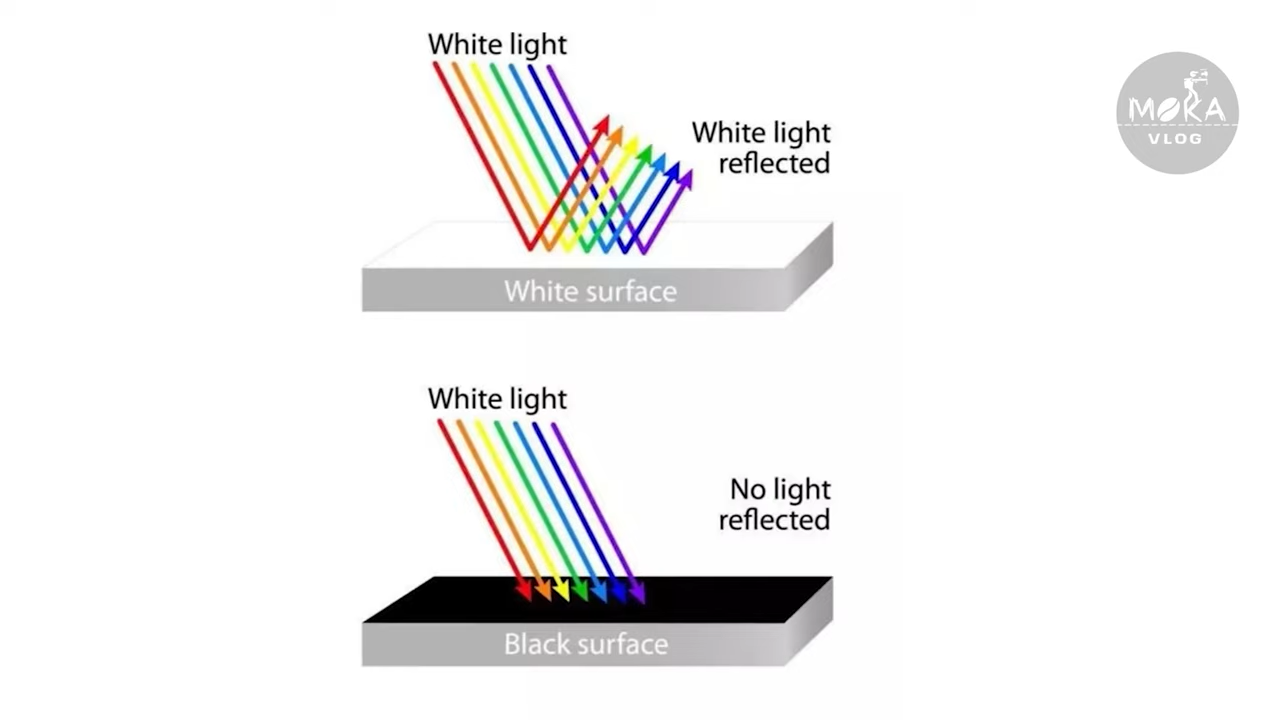 White light
White light
reflected
White surface
White light
No light
reflected
Black surface
MOKA
VLOG